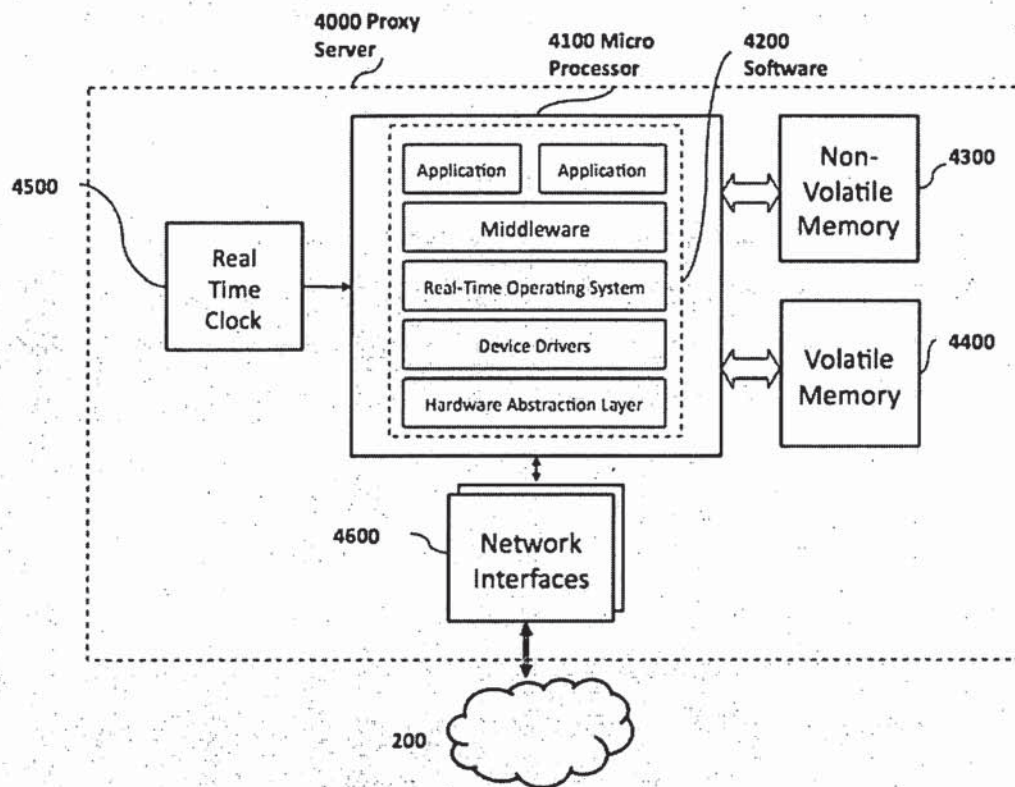 4000 Proxy
Server
4100 Micro
Processor
4200
Software
Application
Application
Middleware
Real-Time Operating System
Device Drivers
Hardware Abstraction Layer
4500
Real
Time
Clock
Non-
Volatile
Memory
4300
Volatile
Memory
4400
4600
Network
Interfaces
200